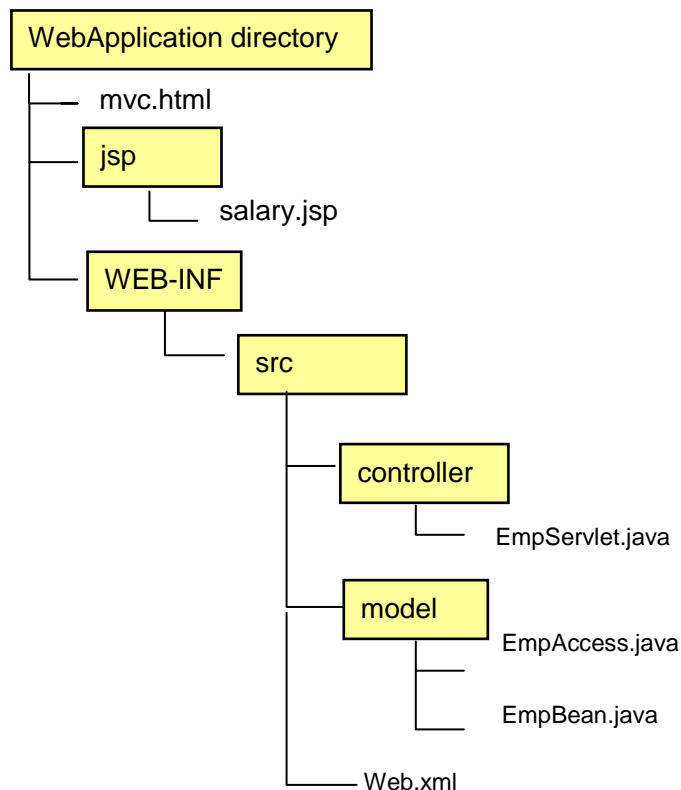 WebApplication directory
mvc.html
jsp
salary.jsp
WEB-INF
src
controller
EmpServlet.java
model
EmpAccess.java
EmpBean.java
Web.xml